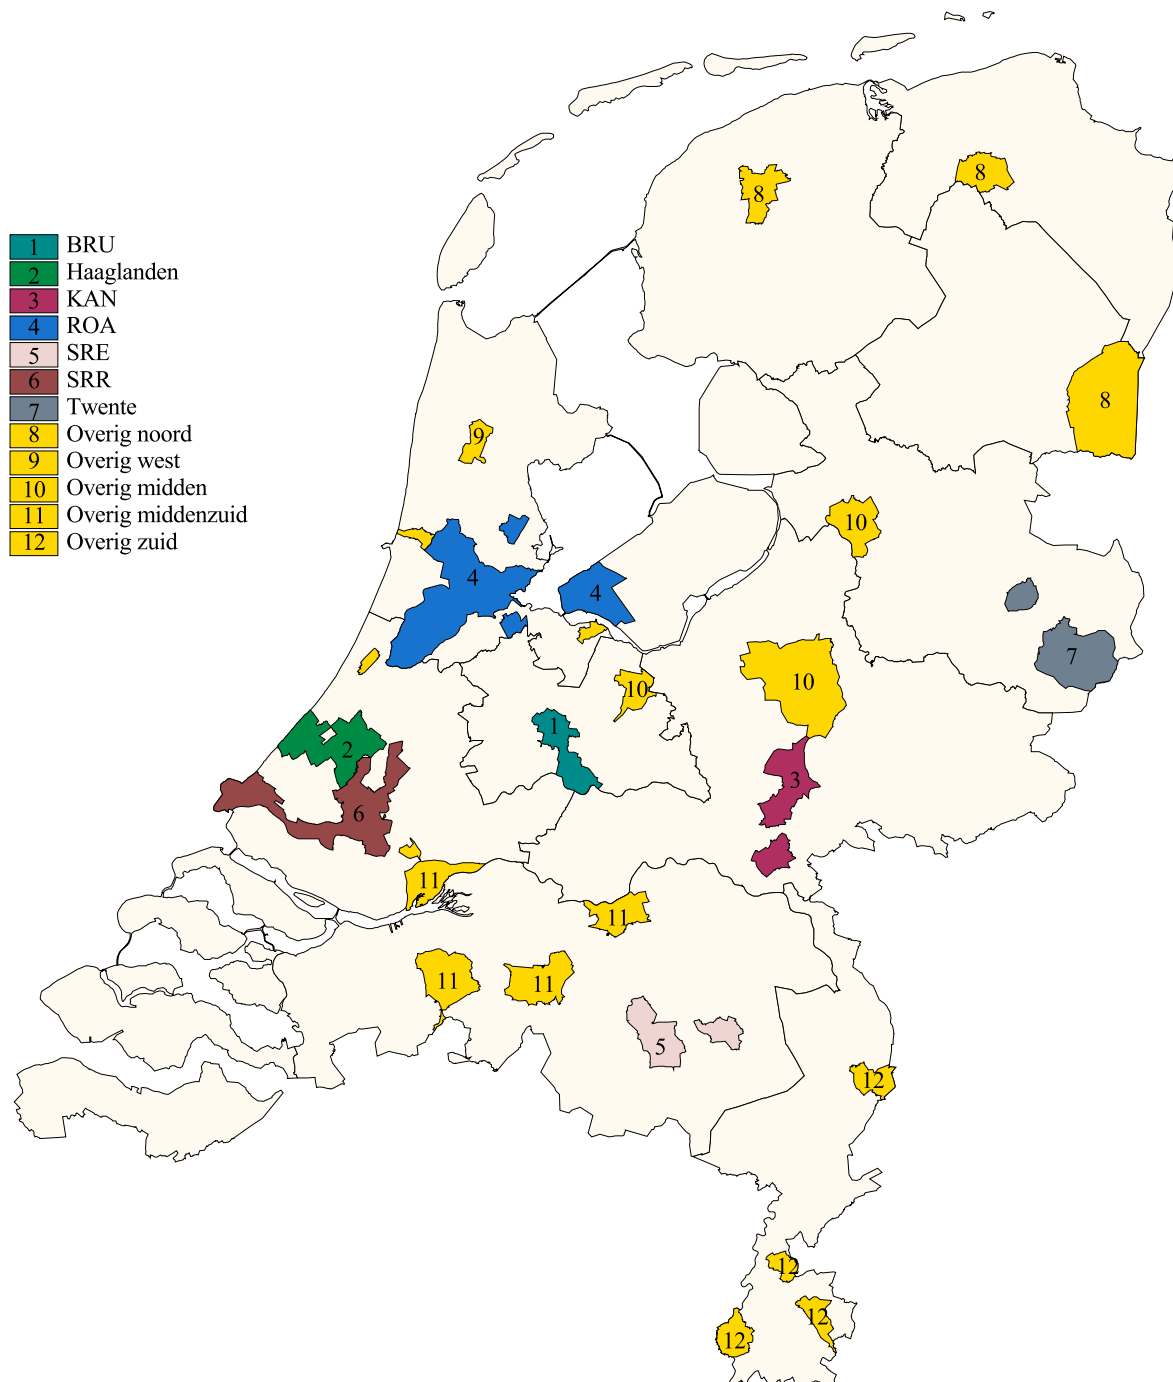 1 BRU
2 Haaglanden
3 KAN
4 ROA
5 SRE
6 SRR
7 Twente
8 Overig noord
9 Overig west
10 Overig midden
11 Overig middenzuid
12 Overig zuid
8
8
8
9
10
4
4
7
10
10
1
2
3
6
11
11
11
11
5
12
12
12
12